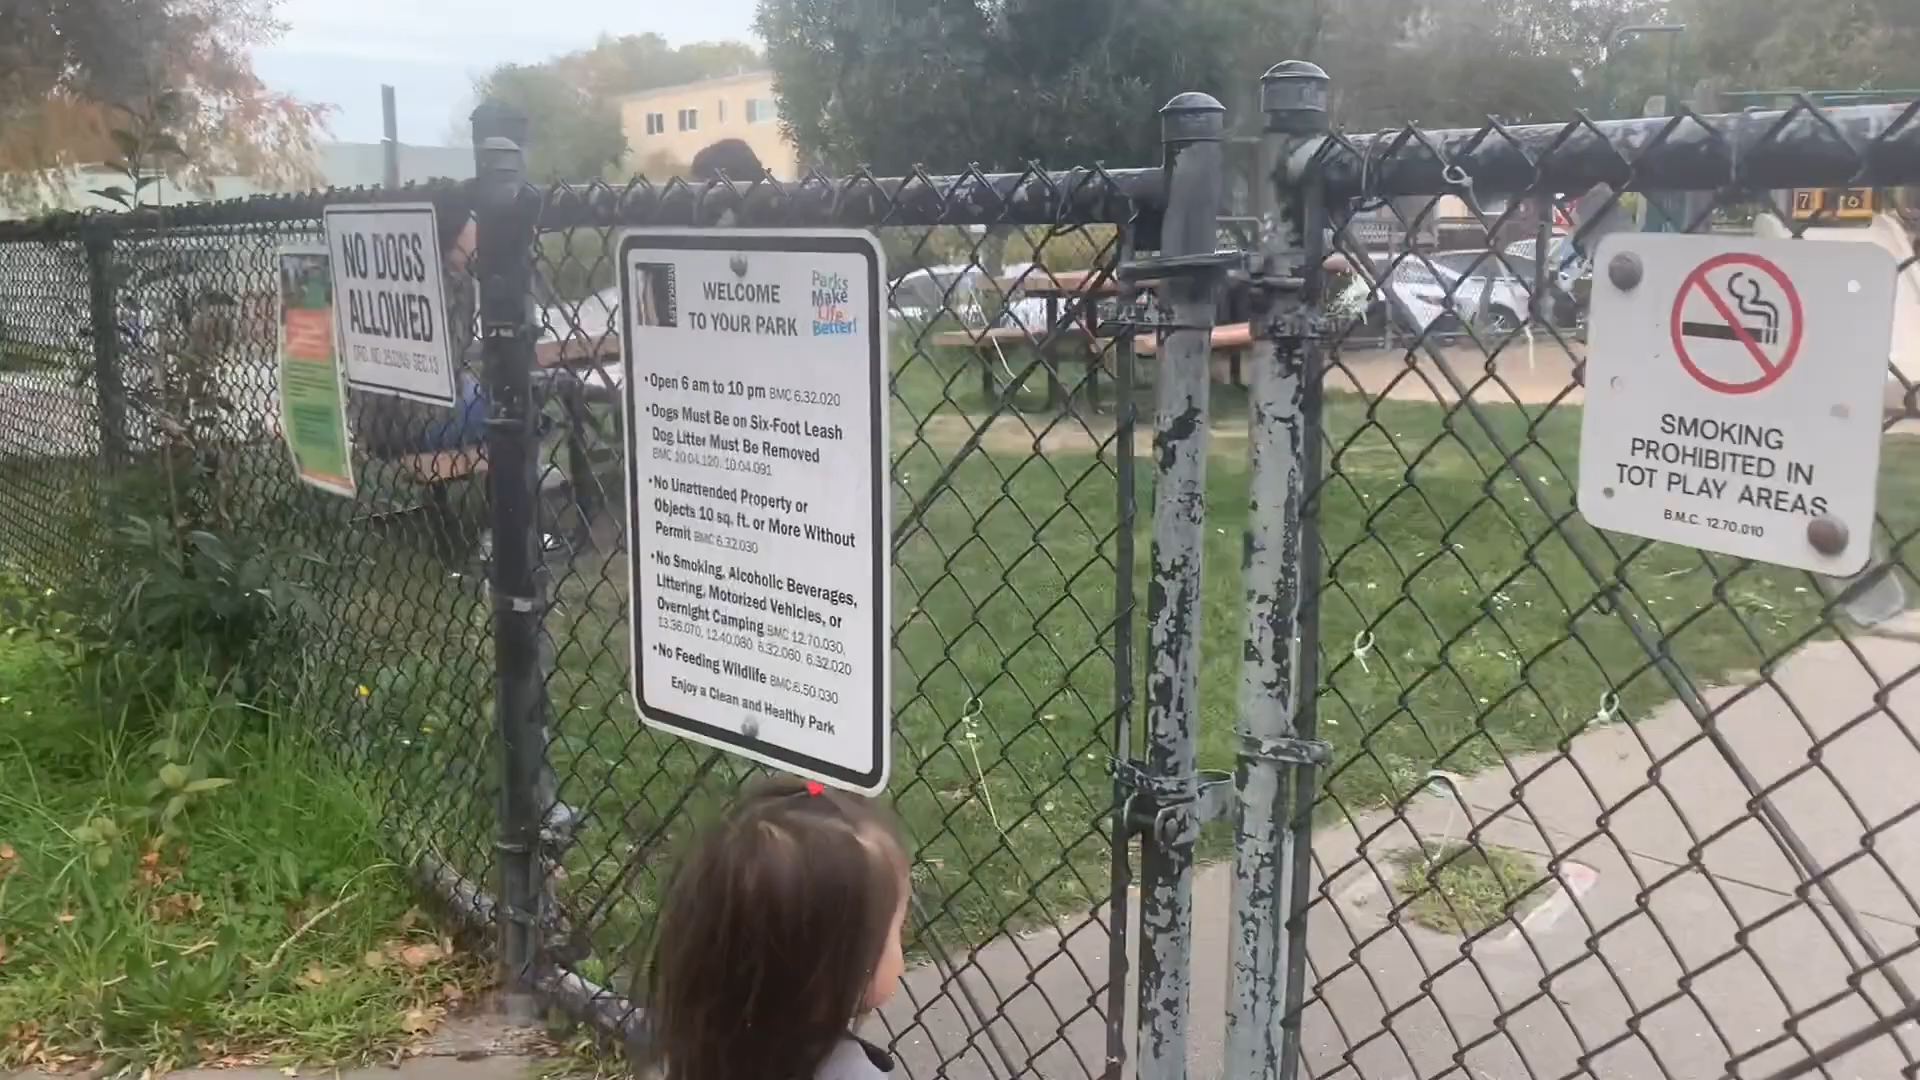 NO DOGS
ALLOWED
WELCOME
TO YOUR PARK
Parks
Make
Life
Better!
•Open 6 am to 10 pm BMC 6.32.020
•Dogs Must Be on Six-Foot Leash
Dog Litter Must Be Removed
BMC 10.04.120, 10.04.091
•No Unattended Property or
Objects 10 sq. ft. or More Without
Permit BMC 6.32.030
•No Smoking, Alcoholic Beverages,
Littering, Motorized Vehicles, or
Overnight Camping BMC 12.70.030,
13.36.070, 12.40.080, 6.32.060, 6.32.020
•No Feeding Wildlife BMC.6.50.030
Enjoy a Clean and Healthy Park
7 6
SMOKING
PROHIBITED IN
TOT PLAY AREAS
B.M.C. 12.70.010